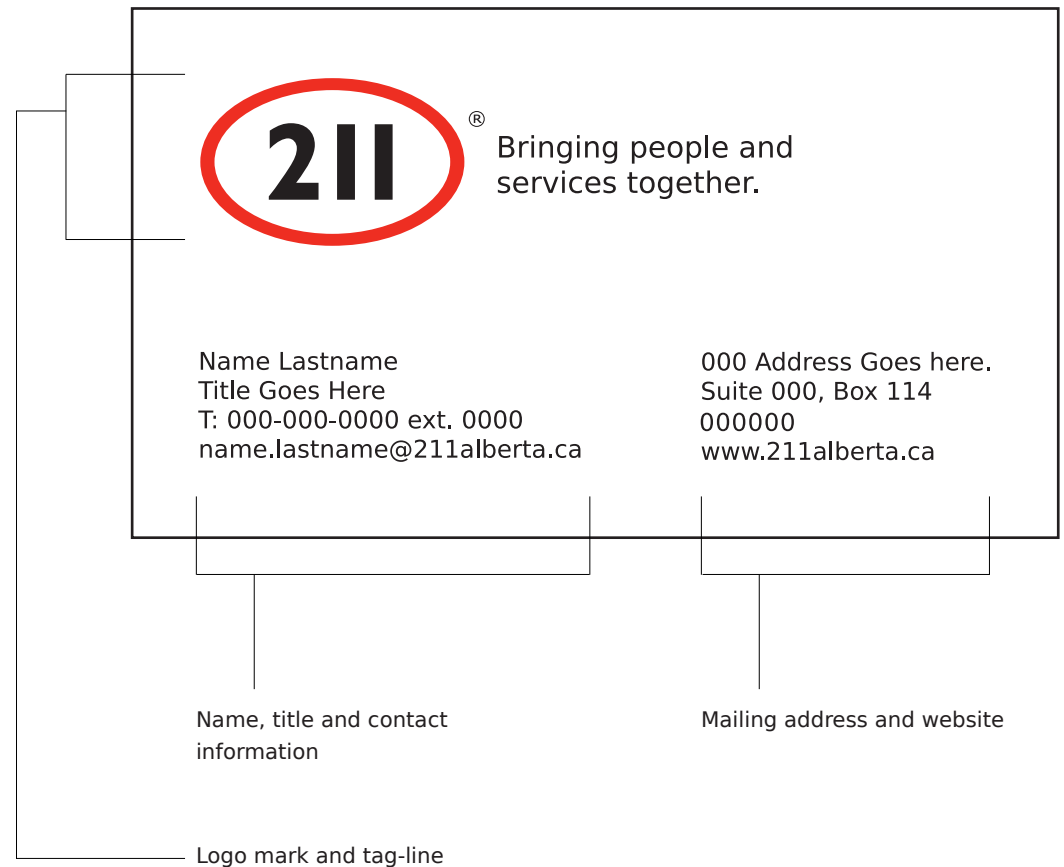 211®
Bringing people and
services together.
Name Lastname
Title Goes Here
T: 000-000-0000 ext. 0000
name.lastname@211alberta.ca
000 Address Goes here.
Suite 000, Box 114
000000
www.211alberta.ca
Name, title and contact
information
Mailing address and website
Logo mark and tag-line